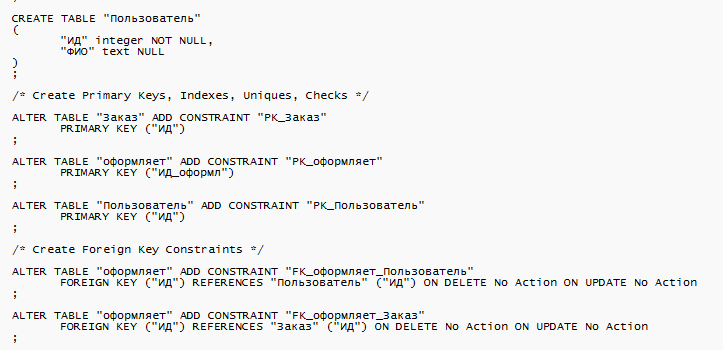 CREATE TABLE "Пользователь"
(
"ИД" integer NOT NULL,
"ФИО" text NULL
)
;
/* Create Primary Keys, Indexes, Uniques, Checks */
ALTER TABLE "Заказ" ADD CONSTRAINT "PK_Заказ"
PRIMARY KEY ("ИД")
;
ALTER TABLE "оформляет" ADD CONSTRAINT "PK_оформляет"
PRIMARY KEY ("ИД_оформл")
;
ALTER TABLE "Пользователь" ADD CONSTRAINT "PK_Пользователь"
PRIMARY KEY ("ИД")
;
/* Create Foreign Key Constraints */
ALTER TABLE "оформляет" ADD CONSTRAINT "FK_оформляет_Пользователь"
FOREIGN KEY ("ИД") REFERENCES "Пользователь" ("ИД") ON DELETE No Action ON UPDATE No Action
;
ALTER TABLE "оформляет" ADD CONSTRAINT "FK_оформляет_Заказ"
FOREIGN KEY ("ИД") REFERENCES "Заказ" ("ИД") ON DELETE No Action ON UPDATE No Action
;